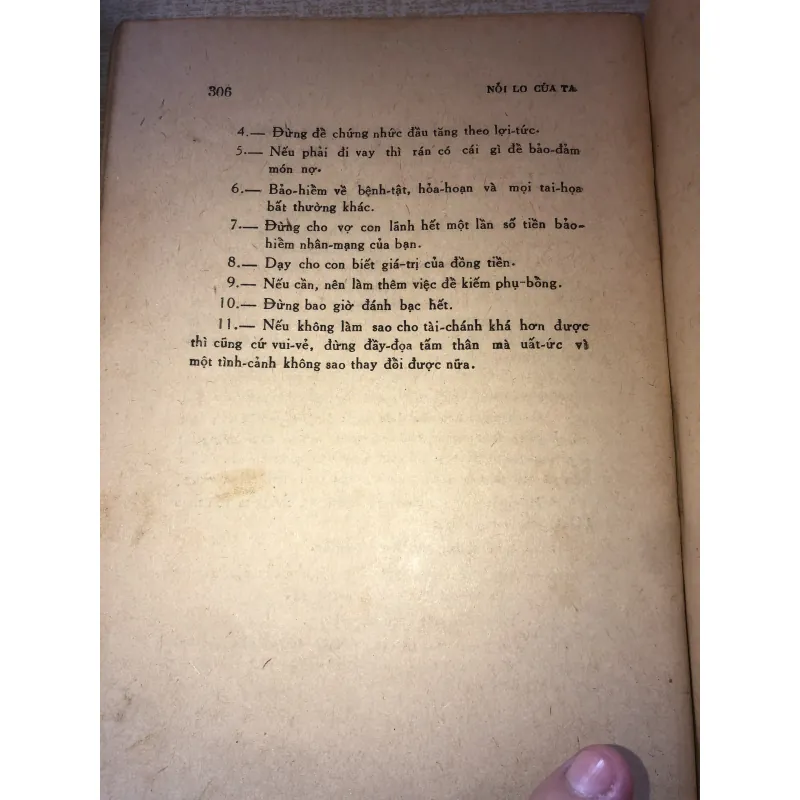 306 NỖI LO CỦA TA
4.— Đừng để chứng nhức đầu tăng theo lợi-tức.
5.— Nếu phải đi vay thì rán có cái gì để bảo-đảm
món nợ.
6.— Bảo-hiểm về bệnh-tật, hỏa-hoạn và mọi tai-họa
bất thường khác.
7.— Đừng cho vợ con lãnh hết một lần số tiền bảo-
hiểm nhân-mạng của bạn.
8.— Dạy cho con biết giá-trị của đồng tiền.
9.— Nếu cần, nên làm thêm việc để kiếm phụ-bổng.
10.— Đừng bao giờ đánh bạc hết.
11.— Nếu không làm sao cho tài-chánh khá hơn được
thì cũng cứ vui-vẻ, đừng đầy-đọa tấm thân mà uất-ức vì
một tình-cảnh không sao thay đổi được nữa.